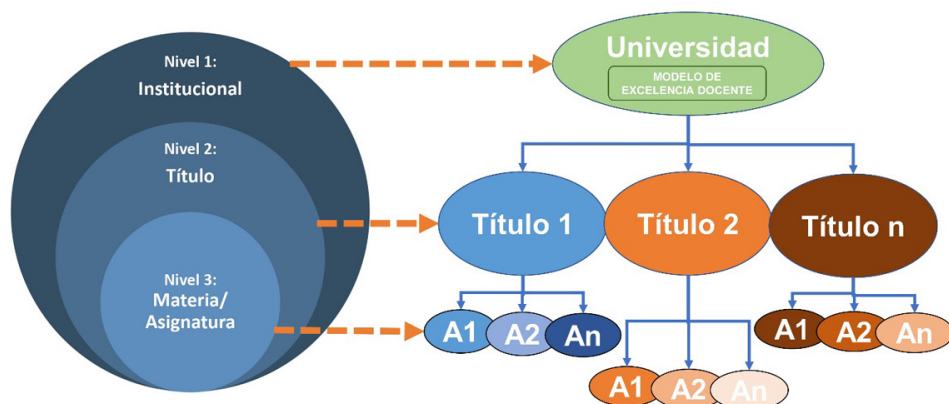 Nivel 1:
Institucional
Nivel 2:
Título
Nivel 3:
Materia/
Asignatura
Universidad
MODELO DE
EXCELENCIA DOCENTE
Título 1
Título 2
Título n
A1
A2
An
A1
A2
An
A1
A2
An